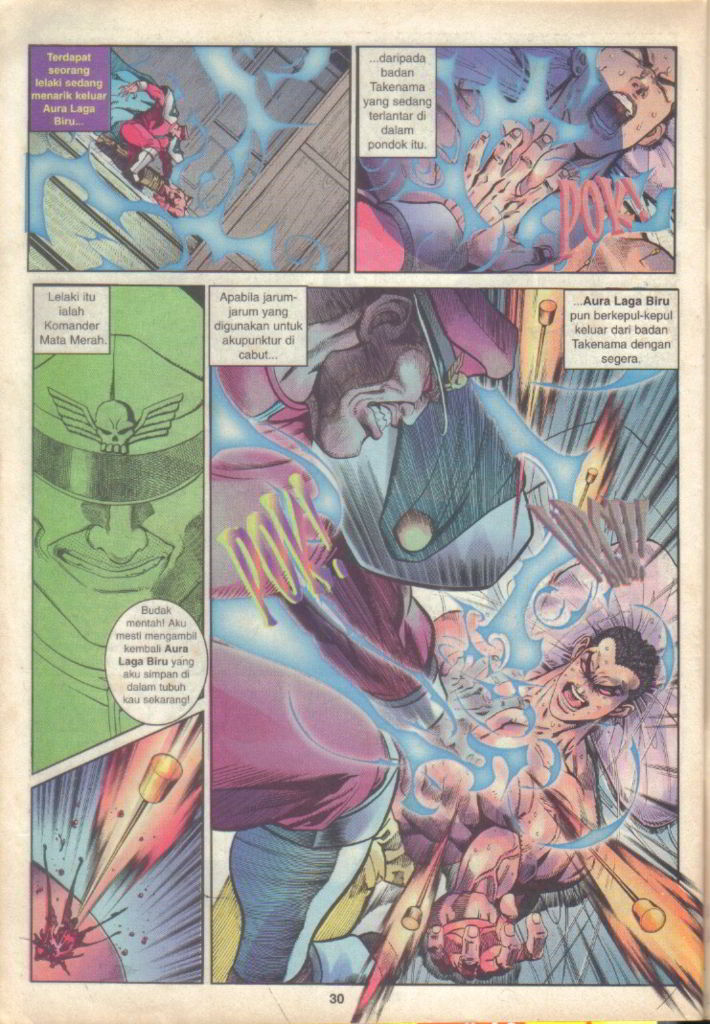 Terdapat
seorang
lelaki sedang
menarik keluar
Aura Laga
Biru...
...daripada
badan
Takenama
yang sedang
terlantar di
dalam
pondok itu.
POK!
Lelaki itu
ialah
Komander
Mata Merah.
Budak
mentah! Aku
mesti mengambil
kembali Aura
Laga Biru yang
aku simpan di
dalam tubuh
kau sekarang!
Apabila jarum-
jarum yang
digunakan untuk
akupunktur di
cabut...
...Aura Laga Biru
pun berkepul-kepul
keluar dari badan
Takenama dengan
segera.
POK!
POK!
30